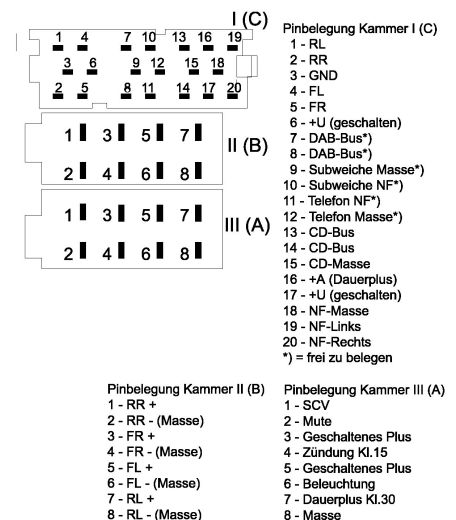 I (C)
1 4 7 10 13 16 19
3 6 9 12 15 18
2 5 8 11 14 17 20
1 3 5 7
II (B)
2 4 6 8
1 3 5 7
III (A)
2 4 6 8
Pinbelegung Kammer I (C)
1 - RL
2 - RR
3 - GND
4 - FL
5 - FR
6 - +U (geschalten)
7 - DAB-Bus*)
8 - DAB-Bus*)
9 - Subweiche Masse*)
10 - Subweiche NF*)
11 - Telefon NF*)
12 - Telefon Masse*)
13 - CD-Bus
14 - CD-Bus
15 - CD-Masse
16 - +A (Dauerplus)
17 - +U (geschalten)
18 - NF-Masse
19 - NF-Links
20 - NF-Rechts
*) = frei zu belegen
Pinbelegung Kammer II (B)
1 - RR +
2 - RR - (Masse)
3 - FR +
4 - FR - (Masse)
5 - FL +
6 - FL - (Masse)
7 - RL +
8 - RL - (Masse)
Pinbelegung Kammer III (A)
1 - SCV
2 - Mute
3 - Geschaltenes Plus
4 - Zündung Kl.15
5 - Geschaltenes Plus
6 - Beleuchtung
7 - Dauerplus Kl.30
8 - Masse